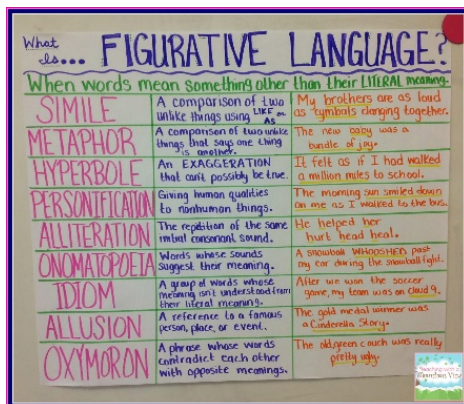 What Is... FIGURATIVE LANGUAGE?
When words mean something other than their LITERAL meaning.
SIMILE
A comparison of two
unlike things using LIKE or
AS
My brothers are as loud
as cymbals clanging together.
METAPHOR
A comparison of two unlike
things that says one thing
is another.
The new baby was a
bundle of joy.
HYPERBOLE
An EXAGGERATION
that can't possibly be true.
It felt as if I had walked
a million miles to school.
PERSONIFICATION
Giving human qualities
to nonhuman things.
The morning sun smiled down
on me as I walked to the bus.
ALLITERATION
The repetition of the same
initial consonant sound.
He helped her
hurt head heal.
ONOMATOPOEIA
Words whose sounds
suggest their meaning.
A snowball WHOOSHED past
my ear during the snowball fight.
IDIOM
A group of words whose
meaning isn't understood from
their literal meaning.
After we won the soccer
game, my team was on cloud 9.
ALLUSION
A reference to a famous
person, place, or event.
The gold medal winner was
a Cinderella Story.
OXYMORON
A phrase whose words
contradict each other
with opposite meanings.
The old, green couch was really
pretty ugly.
Teaching with a
Mountain View